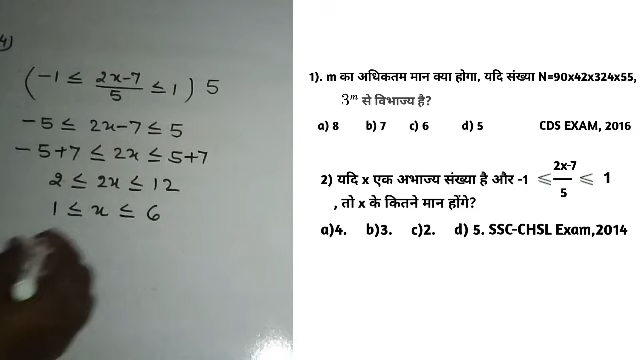 4)
(-1 ≤ 2x-7/5 ≤ 1) 5
-5 ≤ 2x-7 ≤ 5
-5+7 ≤ 2x ≤ 5+7
2 ≤ 2x ≤ 12
1 ≤ x ≤ 6
1). m का अधिकतम मान क्या होगा, यदि संख्या N=90x42x324x55,
3^m से विभाज्य है?
a) 8 b) 7 c) 6 d) 5 CDS EXAM, 2016
2) यदि x एक अभाज्य संख्या है और -1 ≤ 2x-7/5 ≤ 1
, तो x के कितने मान होंगे?
a)4. b)3. c)2. d) 5. SSC-CHSL Exam,2014